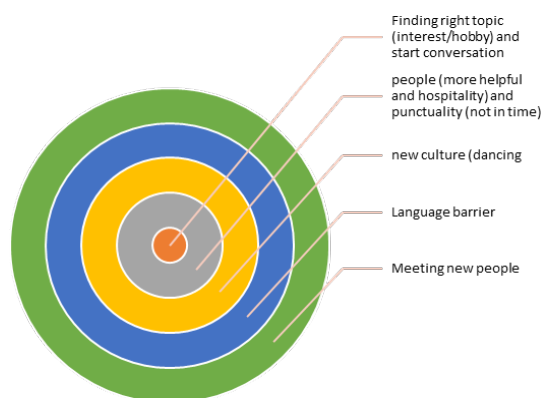 Finding right topic
(interest/hobby) and
start conversation
people (more helpful
and hospitality) and
punctuality (not in time)
new culture (dancing
Language barrier
Meeting new people